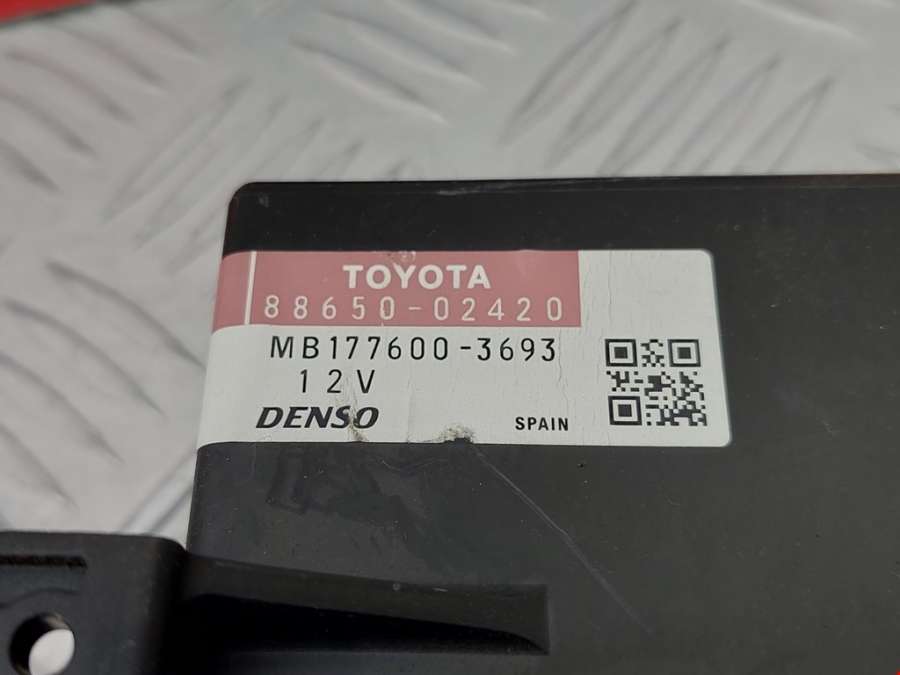 TOYOTA
88650-02420
MB177600-3693
12V
DENSO
SPAIN